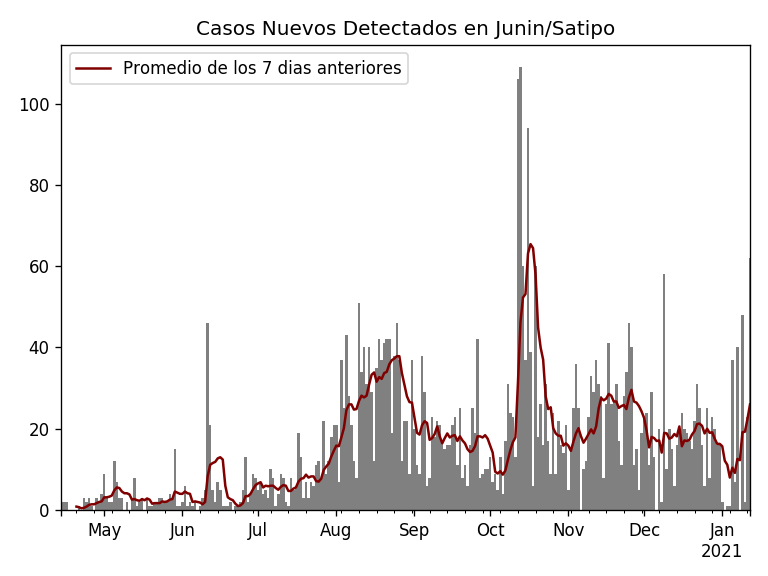 Casos Nuevos Detectados en Junin/Satipo
Promedio de los 7 dias anteriores
100
80
60
40
20
0
May Jun Jul Aug Sep Oct Nov Dec Jan
2021